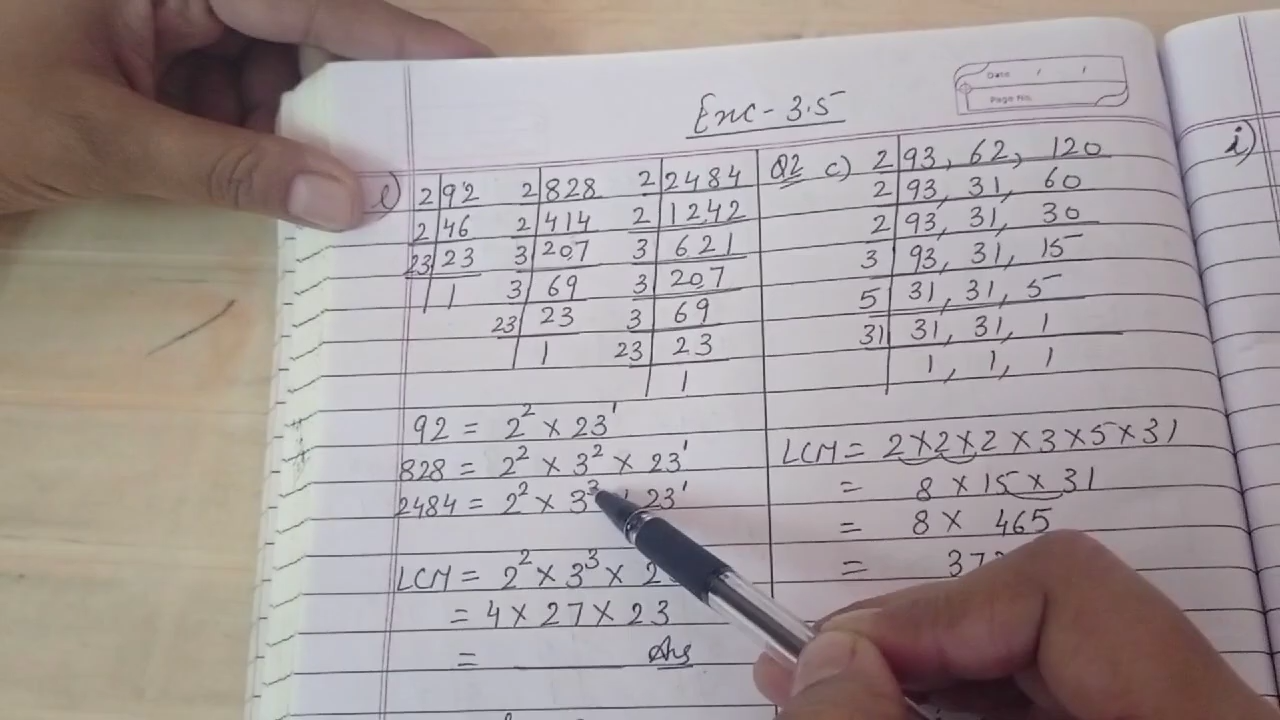 Date / /
Page No.
Exc - 3.5
e) 2 92 2 828 2 2484
2 46 2 414 2 1242
23 23 3 207 3 621
1 3 69 3 207
23 23 3 69
1 23 23
1
92 = 2² × 23¹
828 = 2² × 3² × 23¹
2484 = 2² × 3³ 23¹
LCM = 2² × 3³ × 2
= 4 × 27 × 23
= ______ Ans
Q2 c) 2 93, 62, 120
2 93, 31, 60
2 93, 31, 30
3 93, 31, 15
5 31, 31, 5
31 31, 31, 1
1, 1, 1
LCM = 2×2×2×3×5×31
= 8 × 15 × 31
= 8 × 465
= 37
i)